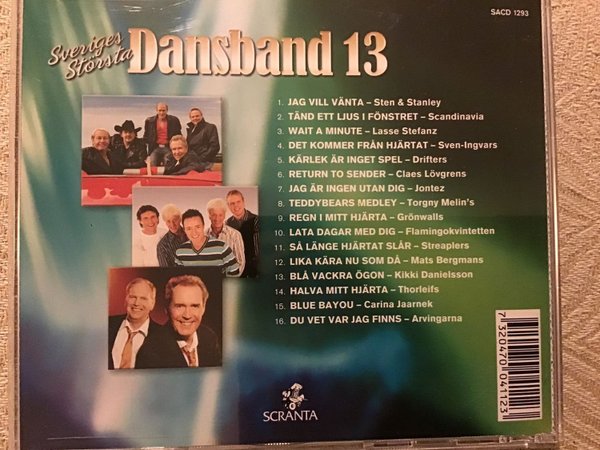 SACD 1293
Sveriges
Största
Dansband 13
1. JAG VILL VÄNTA – Sten & Stanley
2. TÄND ETT LJUS I FÖNSTRET – Scandinavia
3. WAIT A MINUTE – Lasse Stefanz
4. DET KOMMER FRÅN HJÄRTAT – Sven-Ingvars
5. KÄRLEK ÄR INGET SPEL – Drifters
6. RETURN TO SENDER – Claes Lövgrens
7. JAG ÄR INGEN UTAN DIG – Jontez
8. TEDDYBEARS MEDLEY – Torgny Melin's
9. REGN I MITT HJÄRTA – Grönwalls
10. LATA DAGAR MED DIG – Flamingokvintetten
11. SÅ LÄNGE HJÄRTAT SLÅR – Streaplers
12. LIKA KÄRA NU SOM DÅ – Mats Bergmans
13. BLÅ VACKRA ÖGON – Kikki Danielsson
14. HALVA MITT HJÄRTA – Thorleifs
15. BLUE BAYOU – Carina Jaarnek
16. DU VET VAR JAG FINNS – Arvingarna
7 320470 041123
SCRANTA